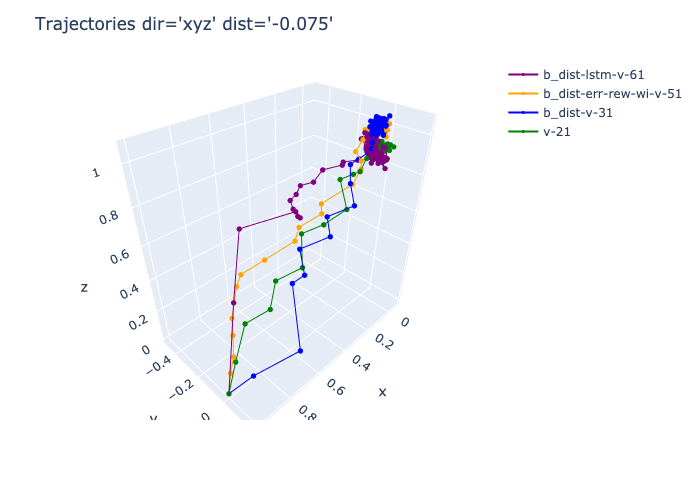 Trajectories dir='xyz' dist='-0.075'
b_dist-lstm-v-61
b_dist-err-rew-wi-v-51
b_dist-v-31
v-21
1
0.8
0.6
0.4
0.2
0
z
−0.4
−0.2
0
0
0.2
0.4
0.6
0.8
x